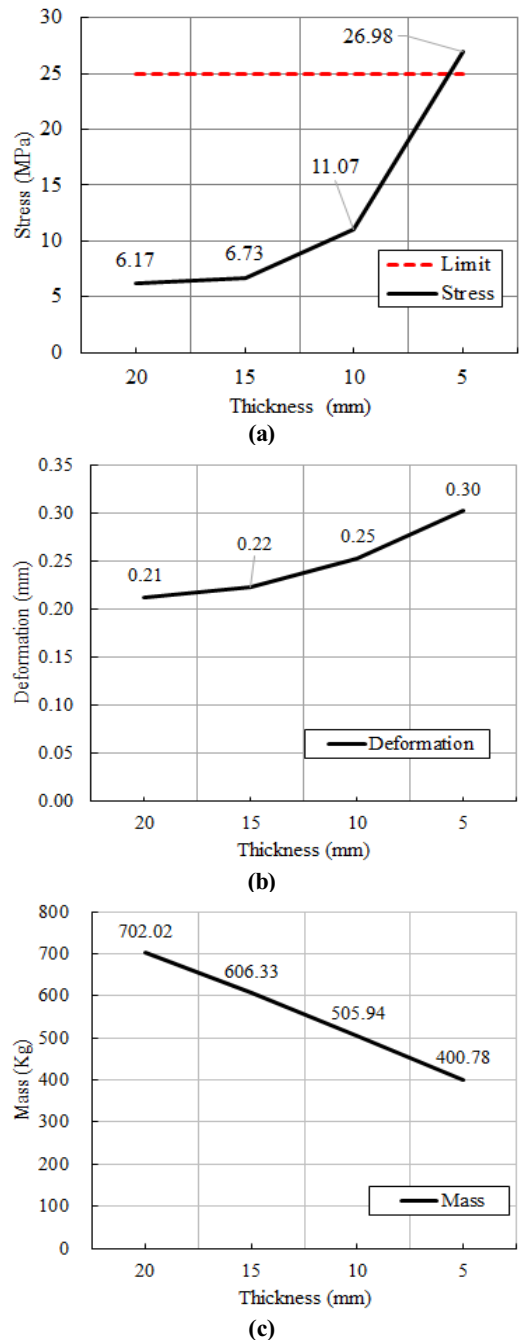 30
26.98
25
20
Stress (MPa)
15
11.07
10
6.17
6.73
Limit
5
Stress
0
20 15 10 5
Thickness (mm)
(a)
0.35
0.30
0.30
0.25
0.25
0.22
0.21
0.20
Deformation (mm)
0.15
0.10
Deformation
0.05
0.00
20 15 10 5
Thickness (mm)
(b)
800
702.02
700
606.33
600
505.94
500
400.78
Mass (Kg)
400
300
200
Mass
100
0
20 15 10 5
Thickness (mm)
(c)